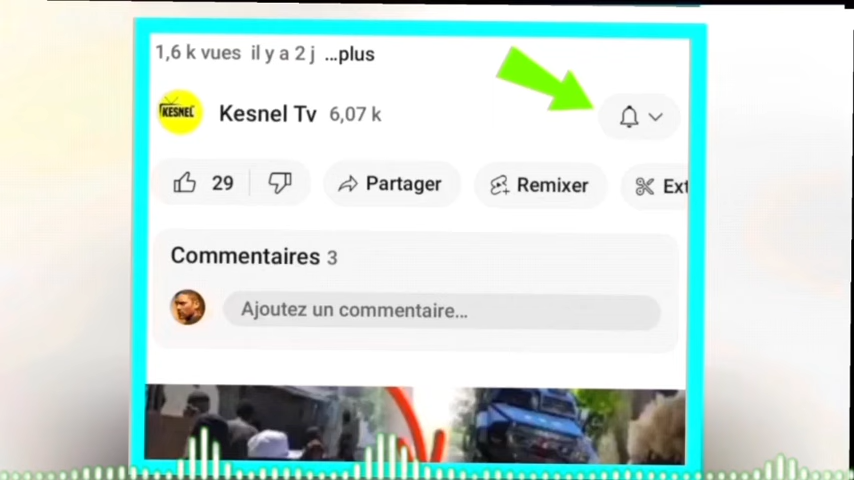 1,6 k vues il y a 2 j ...plus
KESNEL
Kesnel Tv 6,07 k
29 Partager Remixer Ext
Commentaires 3
Ajoutez un commentaire...